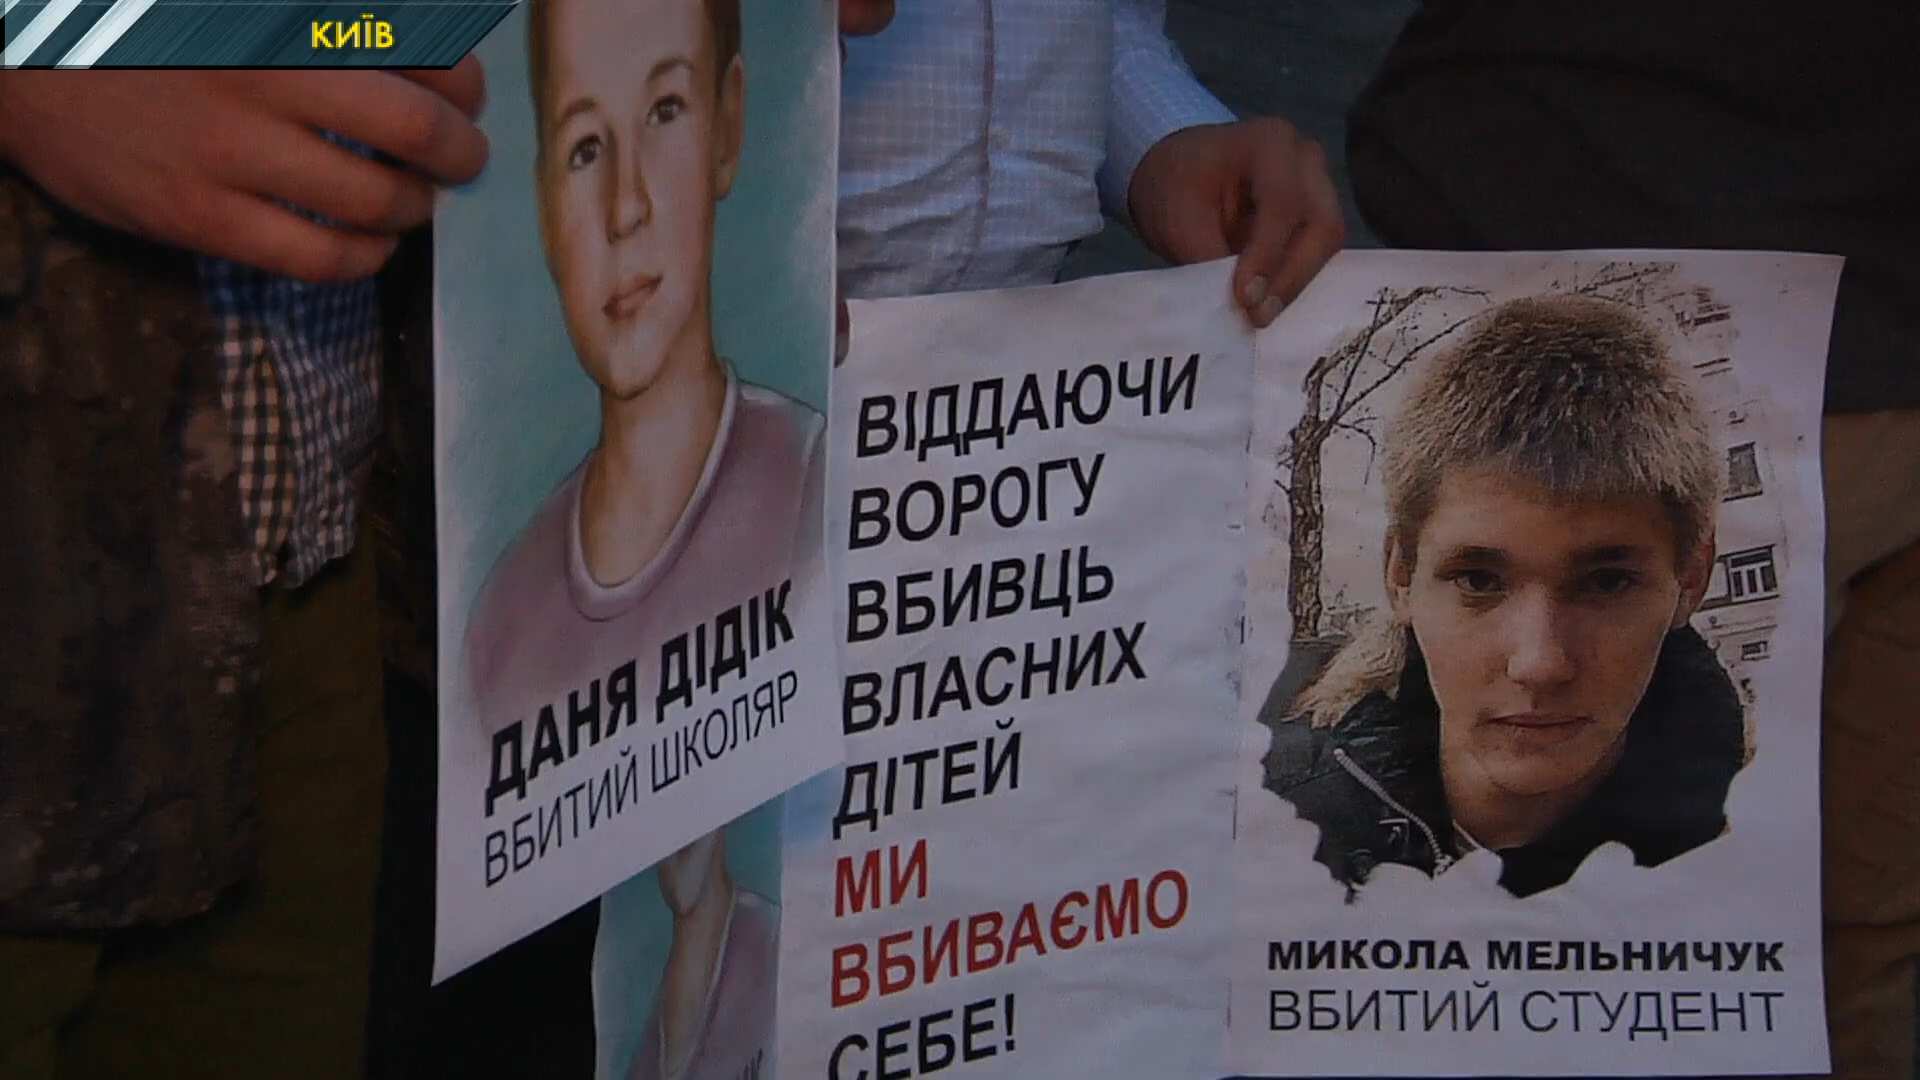 КИЇВ
ДАНЯ ДІДІК
ВБИТИЙ ШКОЛЯР
ВІДДАЮЧИ
ВОРОГУ
ВБИВЦЬ
ВЛАСНИХ
ДІТЕЙ
МИ
ВБИВАЄМО
СЕБЕ!
МИКОЛА МЕЛЬНИЧУК
ВБИТИЙ СТУДЕНТ